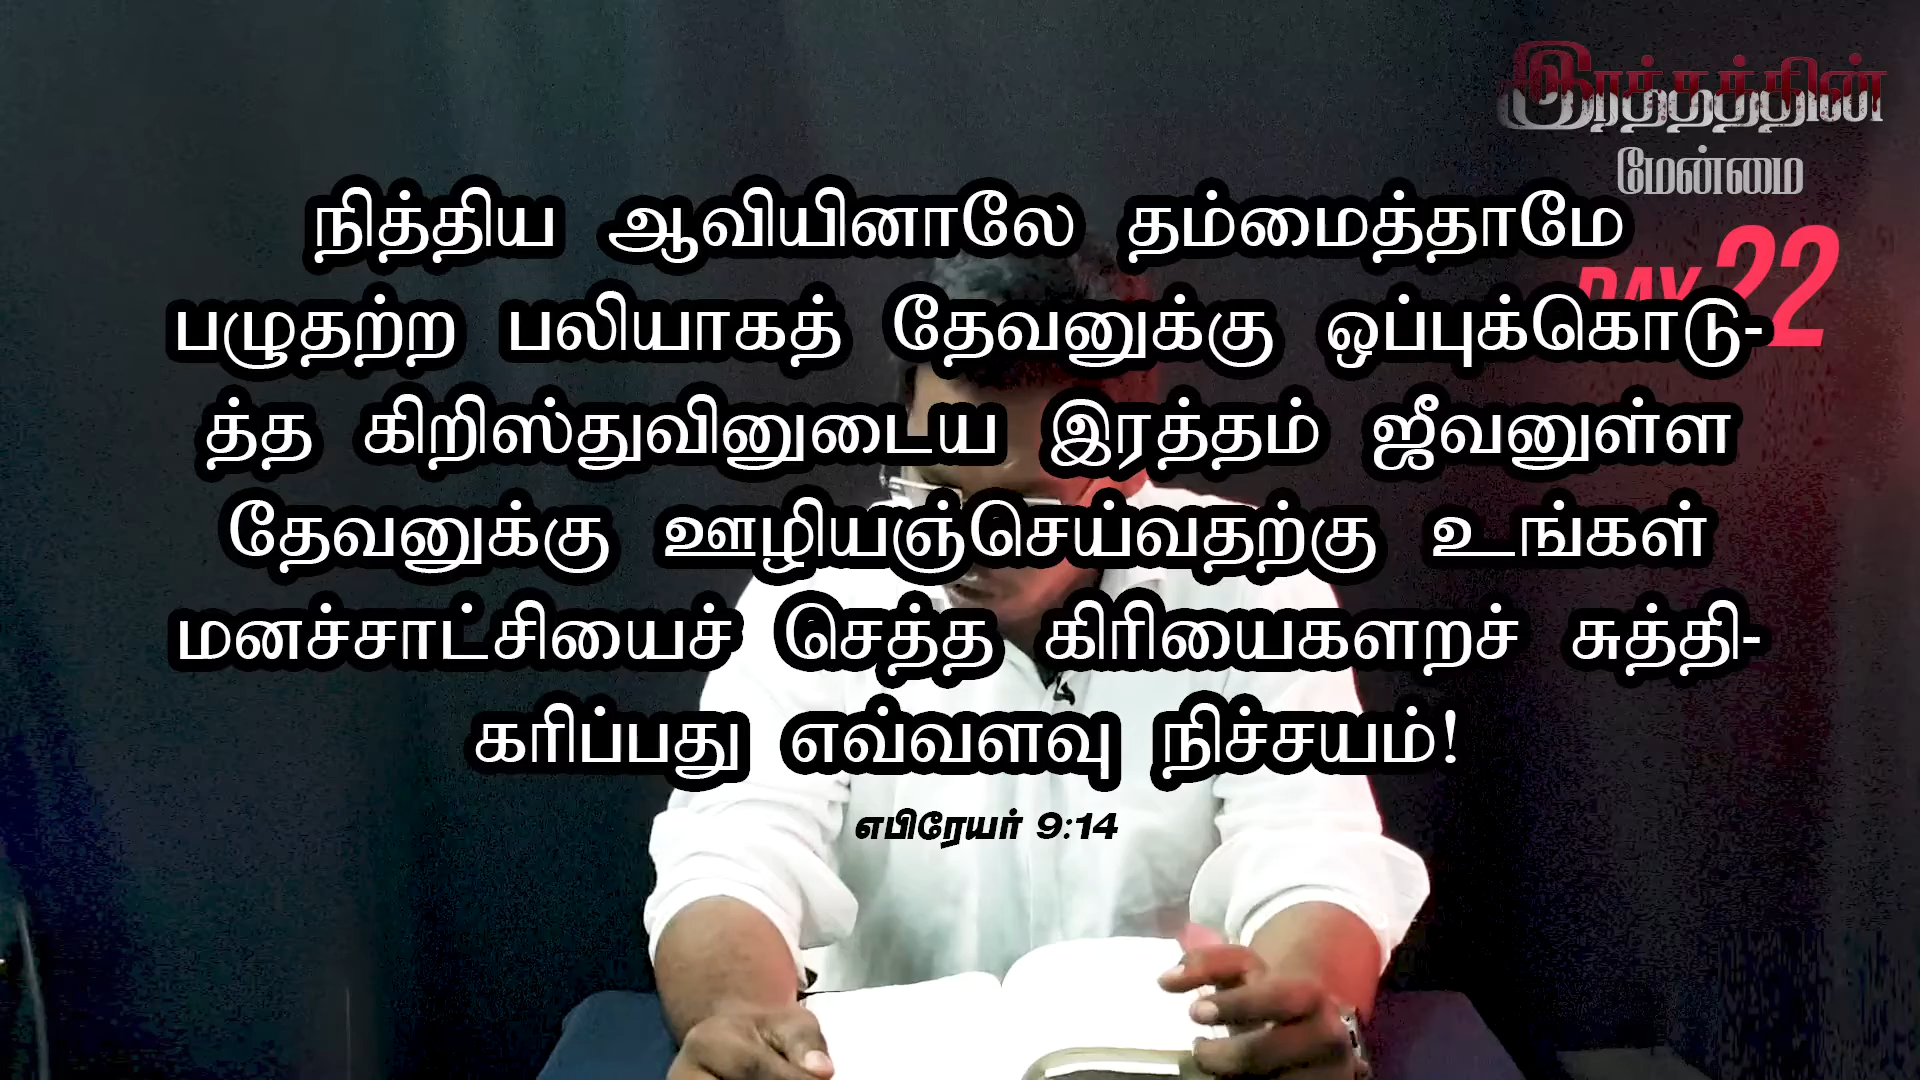 இரத்தத்தின்
மேன்மை
DAY 22
நித்திய ஆவியினாலே தம்மைத்தாமே
பழுதற்ற பலியாகத் தேவனுக்கு ஒப்புக்கொடு-
த்த கிறிஸ்துவினுடைய இரத்தம் ஜீவனுள்ள
தேவனுக்கு ஊழியஞ்செய்வதற்கு உங்கள்
மனச்சாட்சியைச் செத்த கிரியைகளறச் சுத்தி-
கரிப்பது எவ்வளவு நிச்சயம்!
எபிரேயர் 9:14